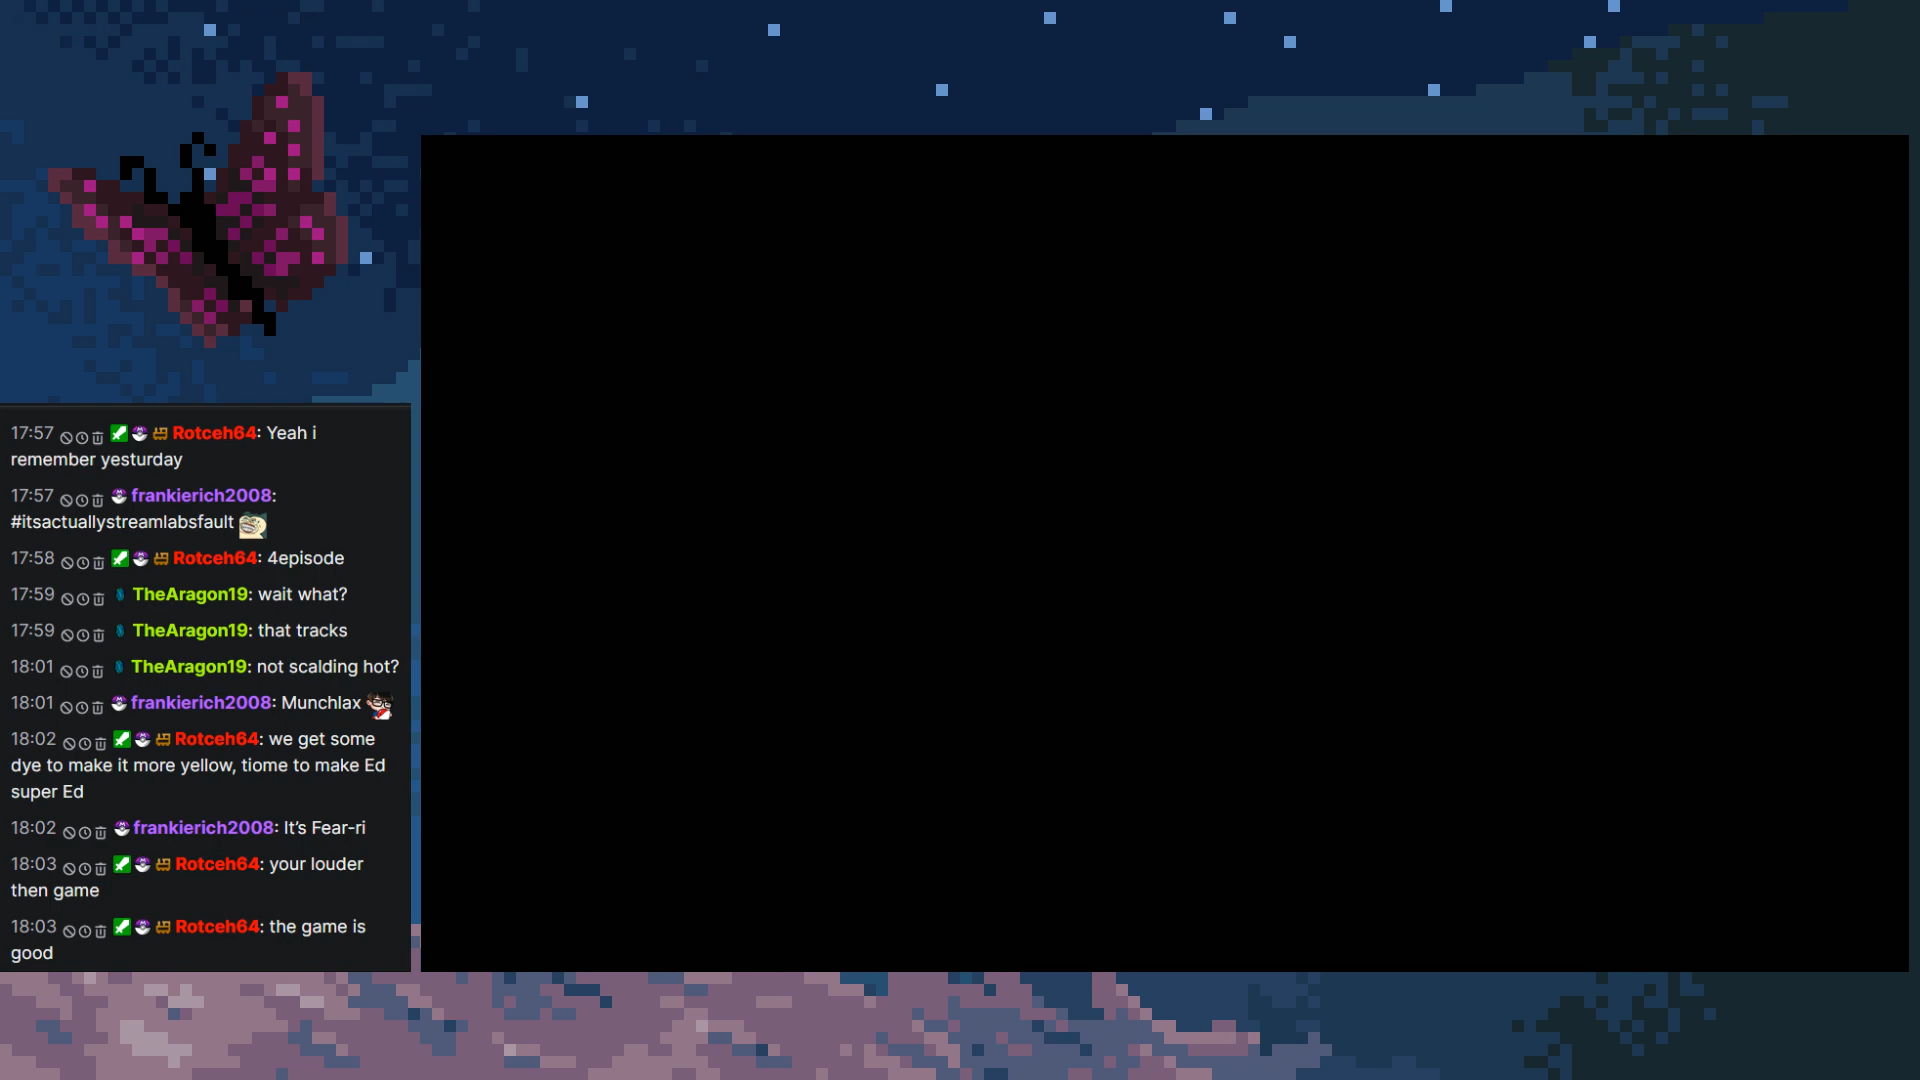 17:57 Rotceh64: Yeah i
remember yesturday
17:57 frankierich2008:
#itsactuallystreamlabsfault
17:58 Rotceh64: 4episode
17:59 TheAragon19: wait what?
17:59 TheAragon19: that tracks
18:01 TheAragon19: not scalding hot?
18:01 frankierich2008: Munchlax
18:02 Rotceh64: we get some
dye to make it more yellow, tiome to make Ed
super Ed
18:02 frankierich2008: It's Fear-ri
18:03 Rotceh64: your louder
then game
18:03 Rotceh64: the game is
good